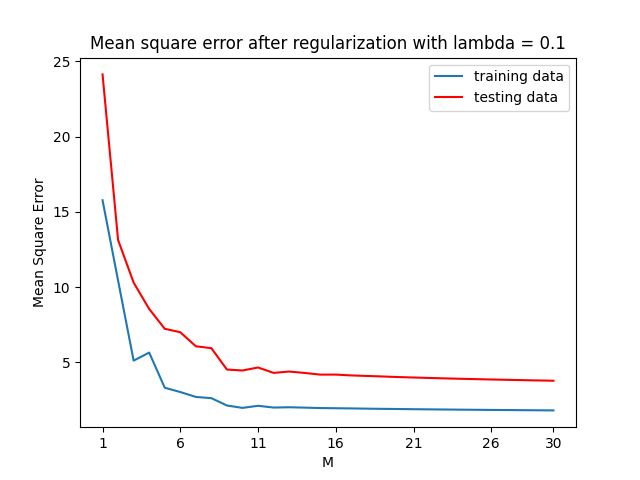 Mean square error after regularization with lambda = 0.1
25
20
15
10
5
Mean Square Error
training data
testing data
1 6 11 16 21 26 30
M